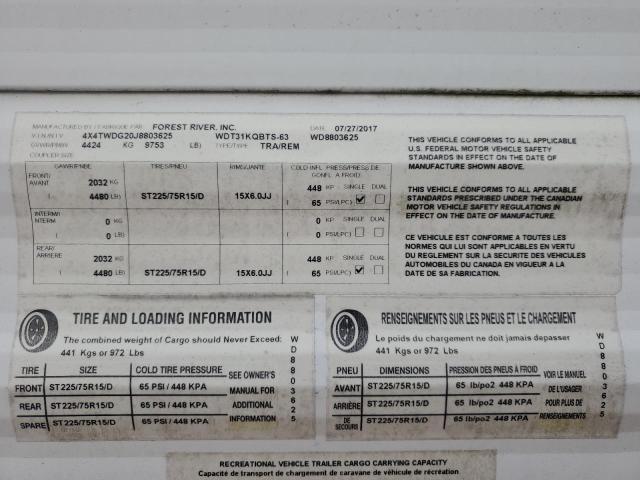 MANUFACTURED BY / FABRIQUE PAR: FOREST RIVER, INC. DATE: 07/27/2017
V.I.N./N.I.V. 4X4TWDG20J8803625 WDT31KQBTS-63 WD8803625
GVWR/PNBV 4424 KG 9753 LB) TYPE/TYPE: TRA/REM
COUPLER SIZE
GAWR/PNBE TIRES/PNEU RIMS/JANTE COLD INFL. PRESS/PRESS DE GONFL A FROID:
FRONT/ AVANT 2032 KG 448 KP SINGLE DUAL
( 4480 LB) ST225/75R15/D 15X6.0JJ ( 65 PSI/LPC)
INTERM/ INTERM 0 KG 0 KP SINGLE DUAL
( 0 LB) ( 0 PSI/LPC)
REAR/ ARRIERE 2032 KG 448 KP SINGLE DUAL
( 4480 LB) ST225/75R15/D 15X6.0JJ ( 65 PSI/LPC)
THIS VEHICLE CONFORMS TO ALL APPLICABLE
U.S. FEDERAL MOTOR VEHICLE SAFETY
STANDARDS IN EFFECT ON THE DATE OF
MANUFACTURE SHOWN ABOVE.
THIS VEHICLE CONFORMS TO ALL APPLICABLE
STANDARDS PRESCRIBED UNDER THE CANADIAN
MOTOR VEHICLE SAFETY REGULATIONS IN
EFFECT ON THE DATE OF MANUFACTURE.
CE VEHICULE EST CONFORME A TOUTES LES
NORMES QUI LUI SONT APPLICABLES EN VERTU
DU REGLEMENT SUR LA SECURITE DES VEHICULES
AUTOMOBILES DU CANADA EN VIGUEUR A LA
DATE DE SA FABRICATION.
TIRE AND LOADING INFORMATION
The combined weight of Cargo should Never Exceed:
441 Kgs or 972 Lbs
TIRE SIZE COLD TIRE PRESSURE SEE OWNER'S MANUAL FOR ADDITIONAL INFORMATION
FRONT ST225/75R15/D 65 PSI / 448 KPA
REAR ST225/75R15/D 65 PSI / 448 KPA
SPARE ST225/75R15/D 65 PSI / 448 KPA
WD8803625
RENSEIGNEMENTS SUR LES PNEUS ET LE CHARGEMENT
Le poids du chargement ne doit jamais depasser
441 Kgs or 972 Lbs
PNEU DIMENSIONS PRESSION DES PNEUS À FROID VOIR LE MANUEL DE L'USAGER POUR PLUS DE RENSEIGNEMENTS
AVANT ST225/75R15/D 65 lb/po2 448 KPA
ARRIÈRE ST225/75R15/D 65 lb/po2 448 KPA
DE SECOURS ST225/75R15/D 65 lb/po2 448 KPA
WD8803625
RECREATIONAL VEHICLE TRAILER CARGO CARRYING CAPACITY
Capacité de transport de chargement de caravane de véhicule de récréation